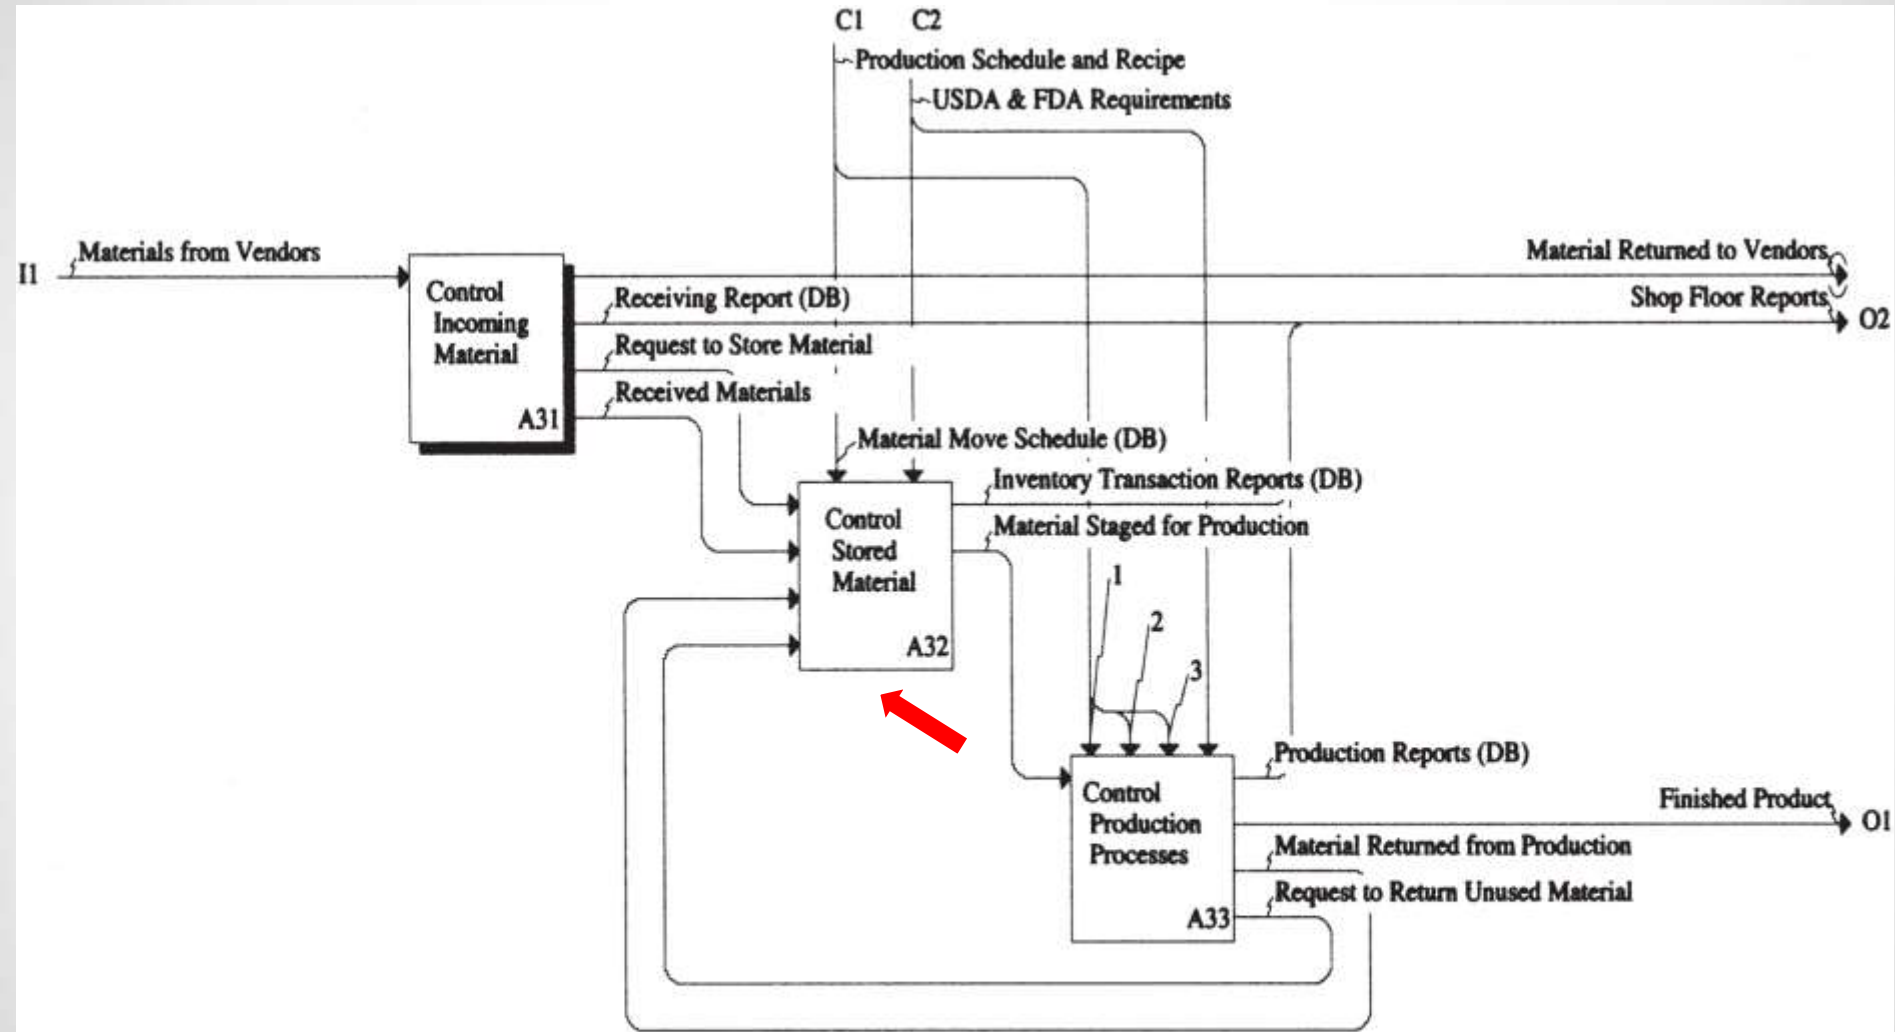 C1 C2
Production Schedule and Recipe
USDA & FDA Requirements
Materials from Vendors
I1
Material Returned to Vendors
Control
Incoming
Material
A31
Receiving Report (DB)
Shop Floor Reports
O2
Request to Store Material
Received Materials
Material Move Schedule (DB)
Control
Stored
Material
A32
Inventory Transaction Reports (DB)
Material Staged for Production
1
2
3
Control
Production
Processes
A33
Production Reports (DB)
Finished Product
O1
Material Returned from Production
Request to Return Unused Material